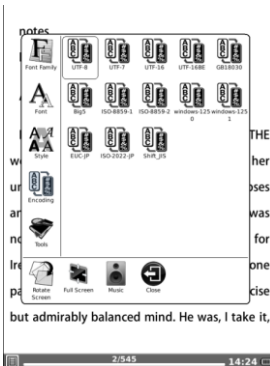 notes
Font Family
UTF-8 UTF-7 UTF-16 UTF-16BE GB18030
Font
Big5 ISO-8859-1 ISO-8859-2 windows-1250 windows-1251
THE
Style
EUC-JP ISO-2022-JP Shift_JIS
her
Encoding
oses
was
Tools
for
Ire
one
Rotate Screen
Full Screen
Music
Close
cise
but admirably balanced mind. He was, I take it,
2/545
14:24